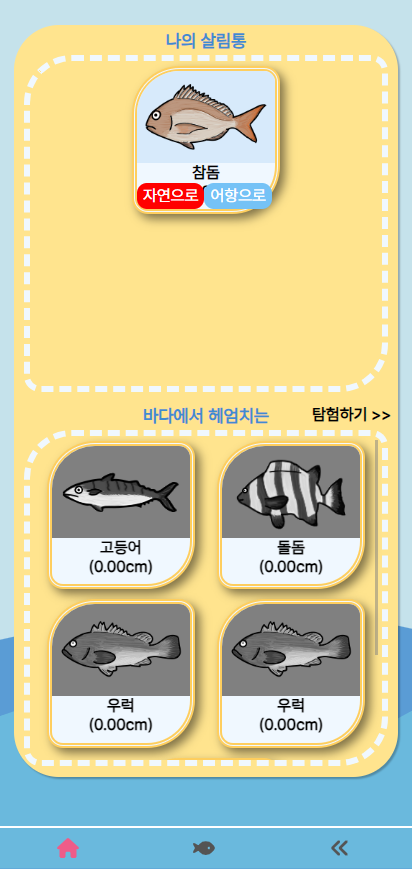 나의 살림통
참돔
자연으로 어항으로
바다에서 헤엄치는
탐험하기 >>
고등어
(0.00cm)
돌돔
(0.00cm)
우럭
(0.00cm)
우럭
(0.00cm)